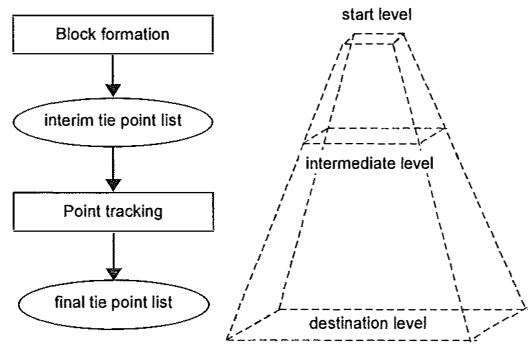 Block formation
interim tie point list
Point tracking
final tie point list
start level
intermediate level
destination level